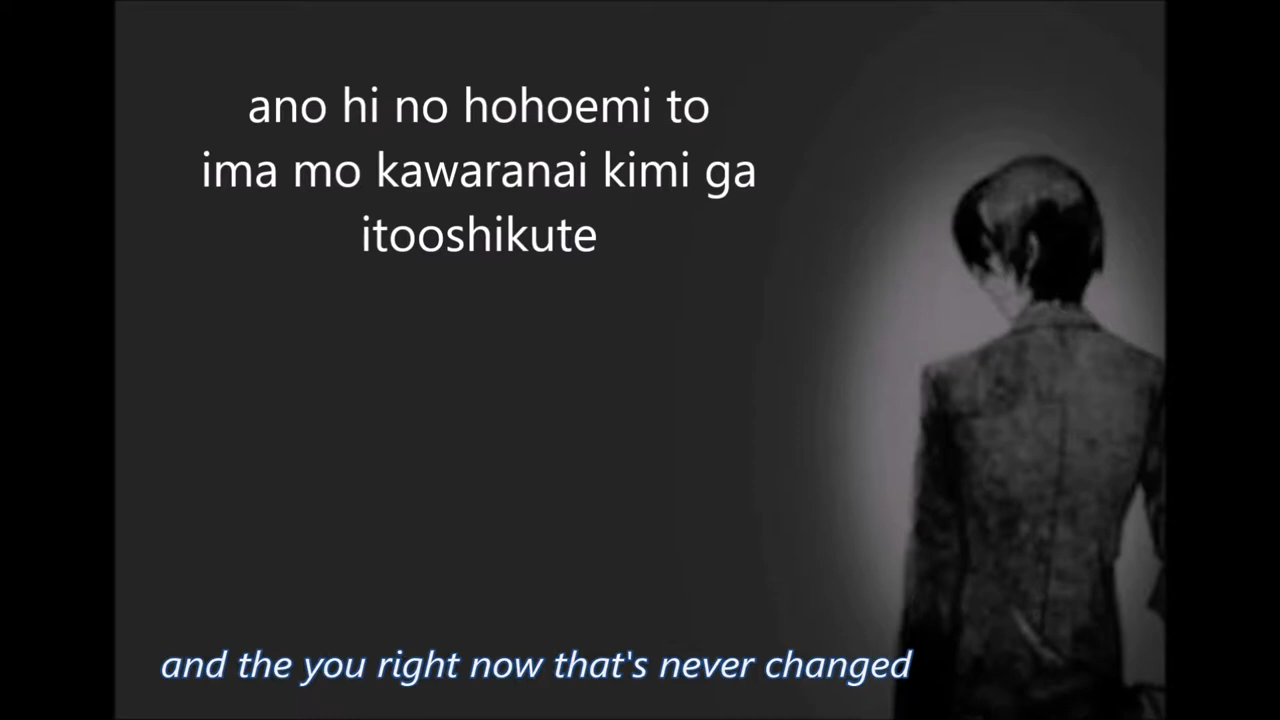 ano hi no hohoemi to
ima mo kawaranai kimi ga
itooshikute
and the you right now that's never changed